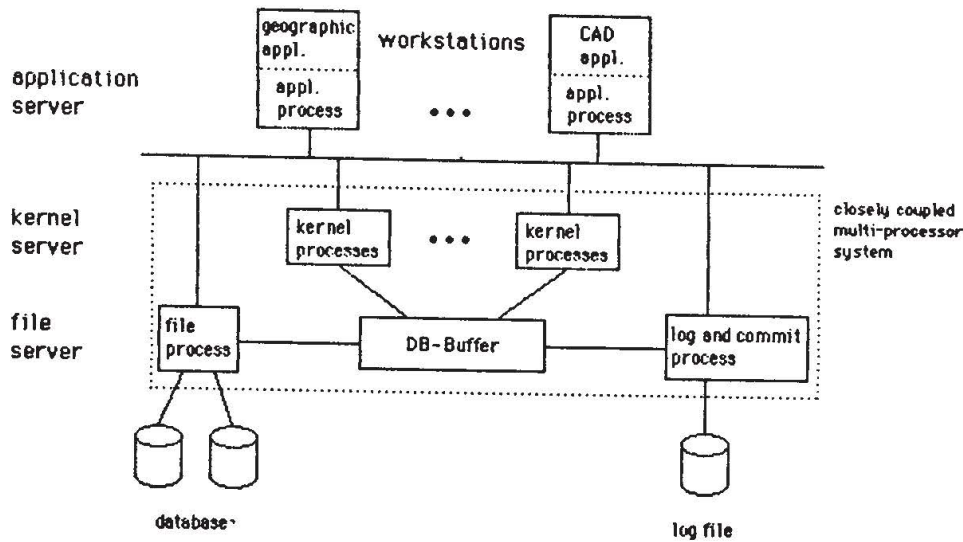 geographic
appl.
appl.
process
workstations
CAD
appl.
appl.
process
application
server
kernel
server
kernel
processes
kernel
processes
closely coupled
multi-processor
system
file
server
file
process
DB-Buffer
log and commit
process
database
log file